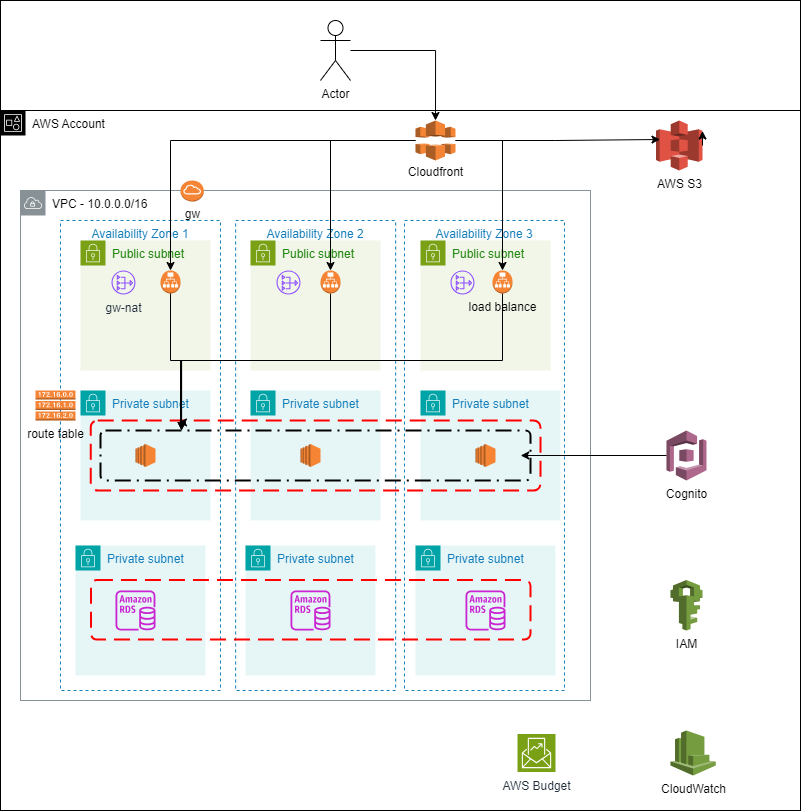 Actor
AWS Account
Cloudfront
AWS S3
VPC - 10.0.0.0/16
gw
Availability Zone 1
Availability Zone 2
Availability Zone 3
Public subnet
Public subnet
Public subnet
gw-nat
load balance
172.16.0.0
172.16.1.0
172.16.2.0
route table
Private subnet
Private subnet
Private subnet
Cognito
Private subnet
Private subnet
Private subnet
Amazon
RDS
Amazon
RDS
Amazon
RDS
IAM
AWS Budget
CloudWatch